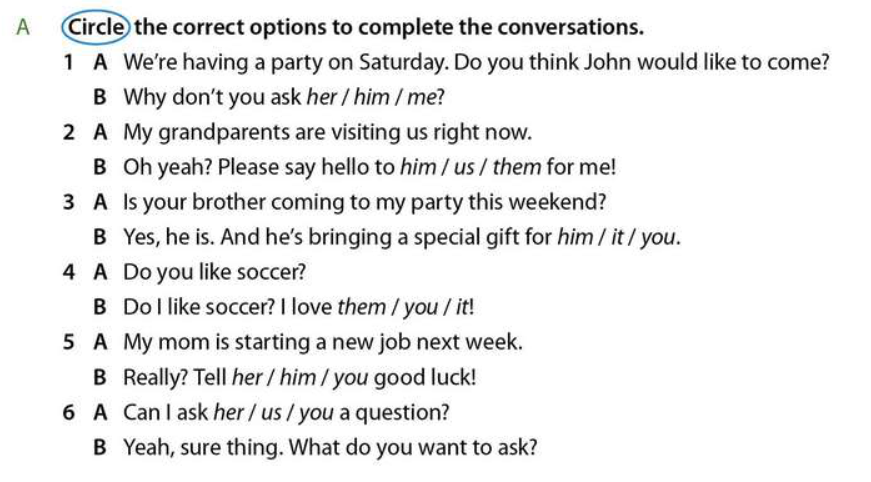 A Circle the correct options to complete the conversations.
1 A We're having a party on Saturday. Do you think John would like to come?
B Why don't you ask her / him / me?
2 A My grandparents are visiting us right now.
B Oh yeah? Please say hello to him / us / them for me!
3 A Is your brother coming to my party this weekend?
B Yes, he is. And he's bringing a special gift for him / it / you.
4 A Do you like soccer?
B Do I like soccer? I love them / you / it!
5 A My mom is starting a new job next week.
B Really? Tell her / him / you good luck!
6 A Can I ask her / us / you a question?
B Yeah, sure thing. What do you want to ask?